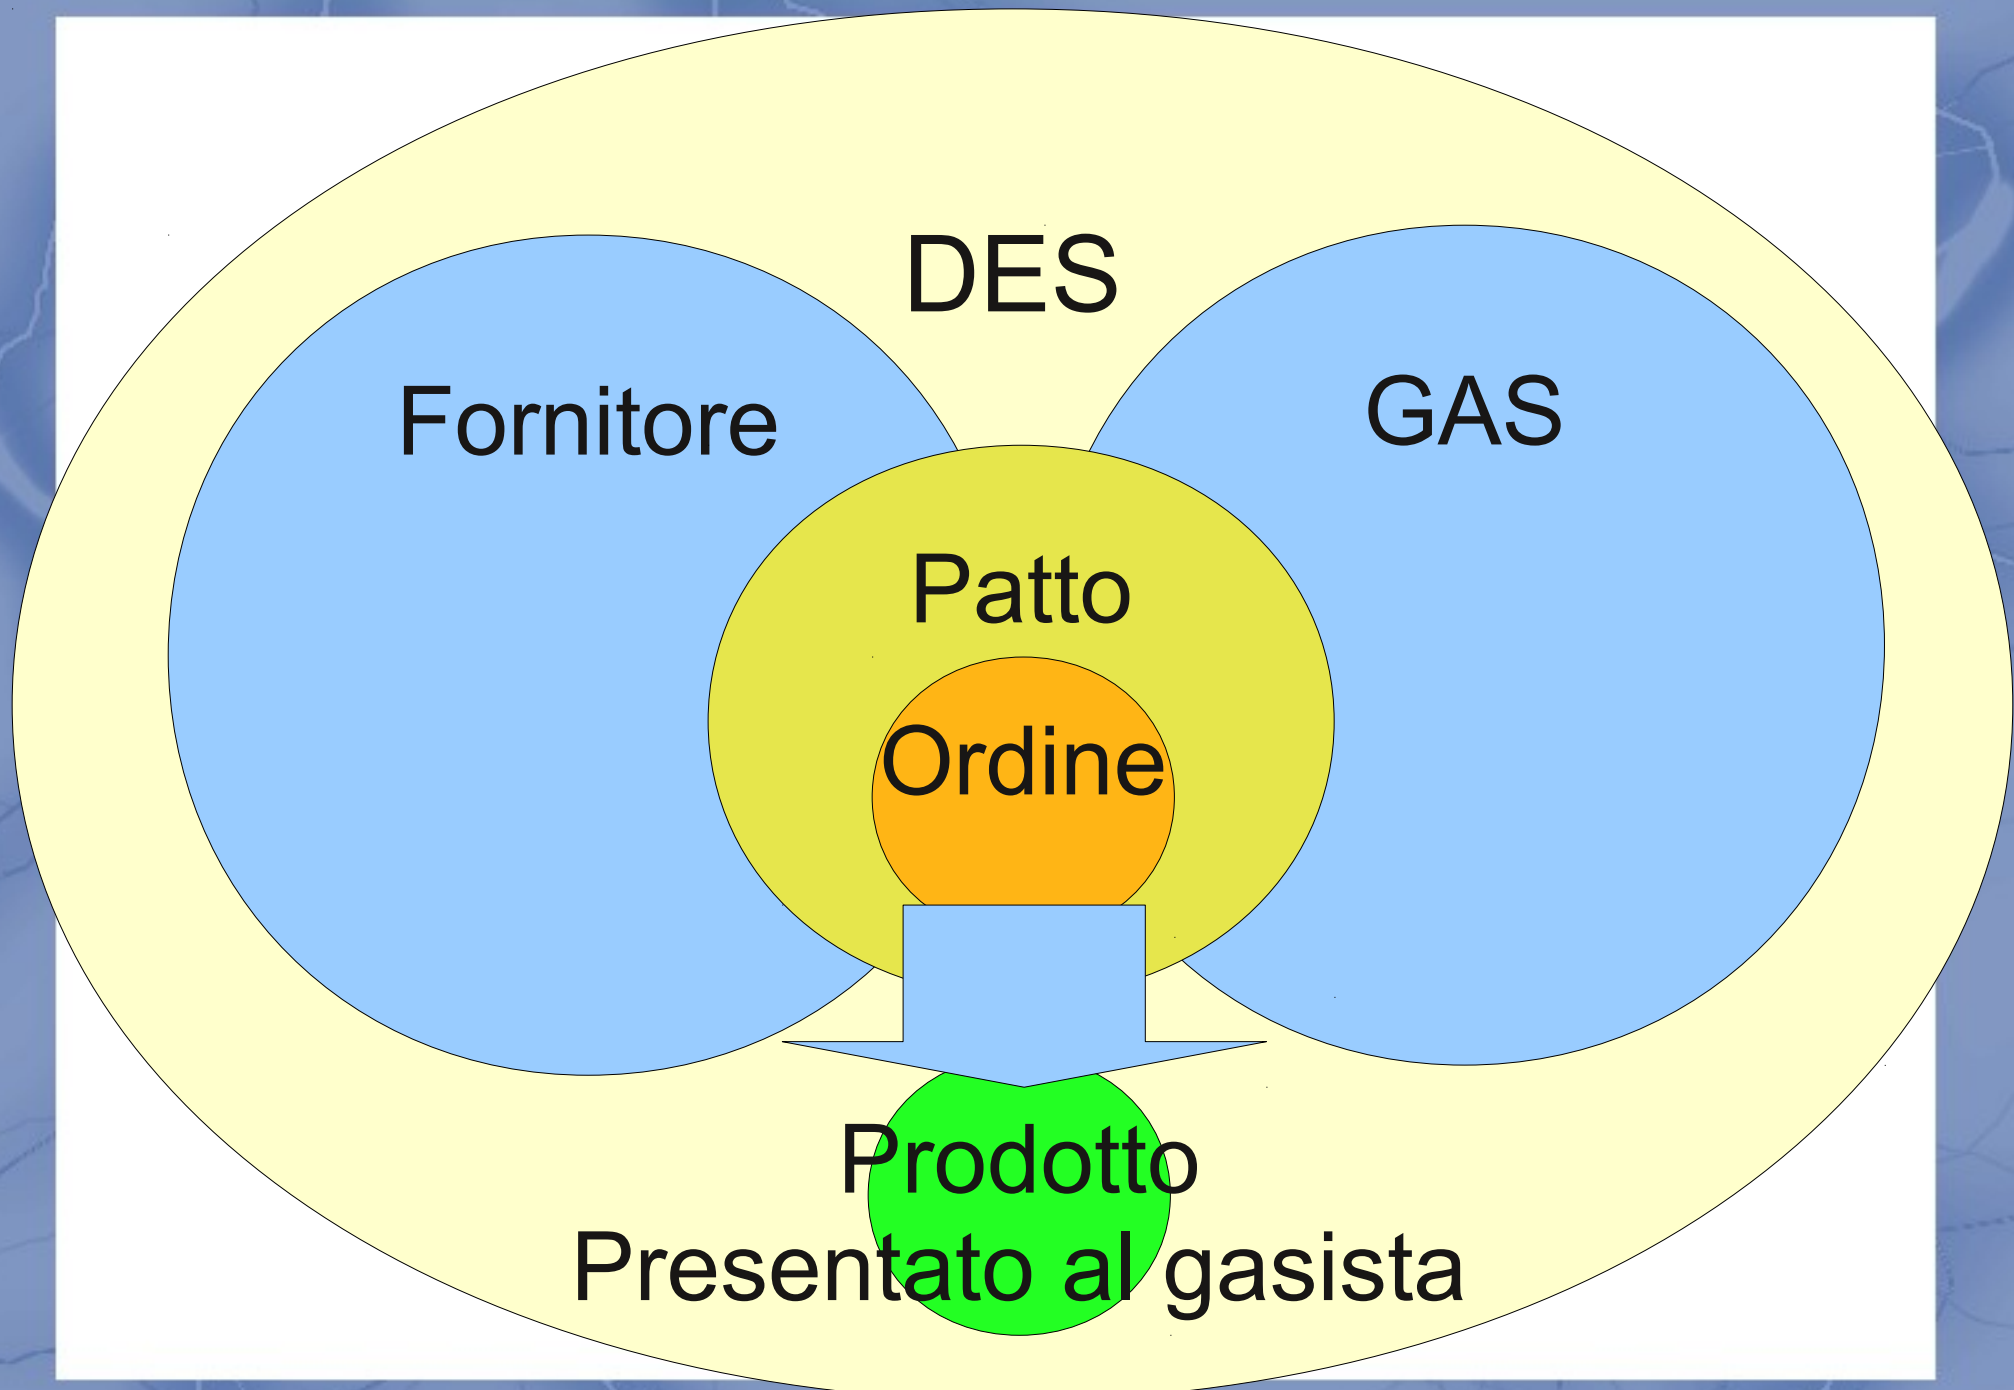 DES
Fornitore
GAS
Patto
Ordine
Prodotto
Presentato al gasista